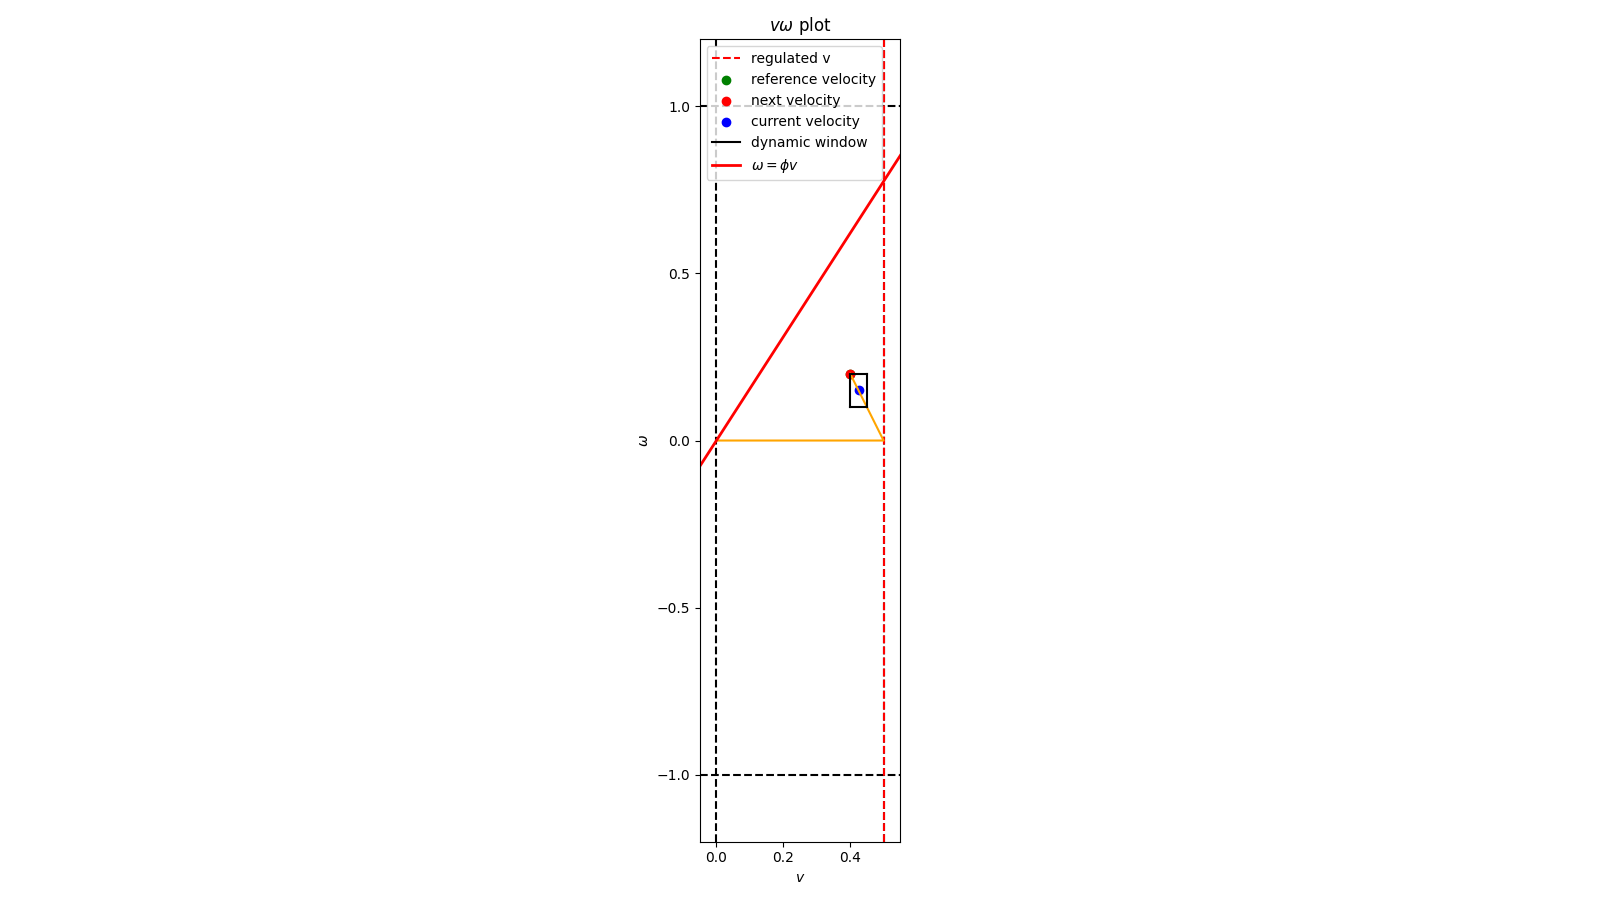 vω plot
regulated v
reference velocity
next velocity
current velocity
dynamic window
ω = ϕv
1.0
0.5
0.0
−0.5
−1.0
ω
0.0 0.2 0.4
v